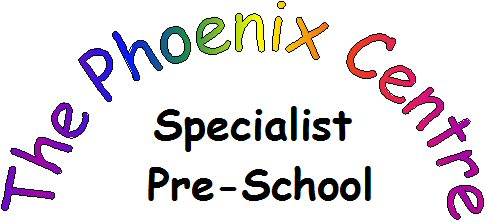 The Phoenix Centre
Specialist
Pre-School